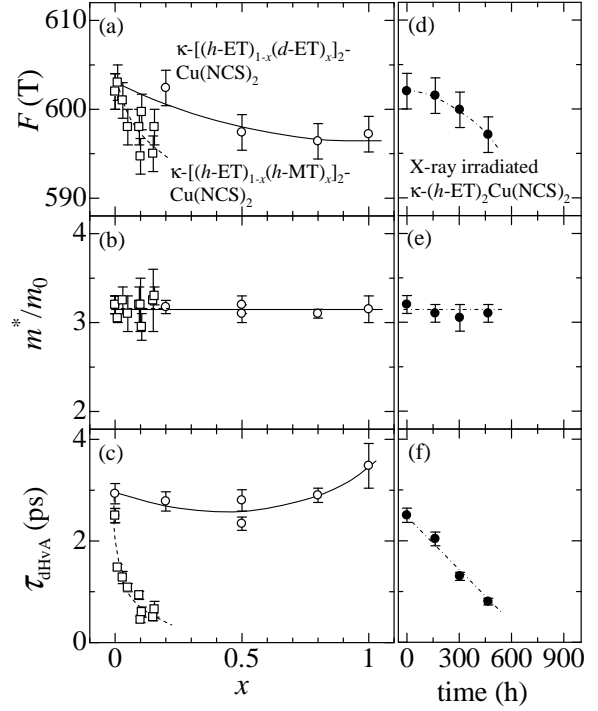 (a)
κ-[(h-ET)1-x(d-ET)x]2-
Cu(NCS)2
κ-[(h-ET)1-x(h-MT)x]2-
Cu(NCS)2
F (T)
610
600
590
(d)
X-ray irradiated
κ-(h-ET)2Cu(NCS)2
(b)
m*/m0
4
3
2
(e)
(c)
τdHvA (ps)
4
2
0
0 0.5 1
x
(f)
0 300 600 900
time (h)